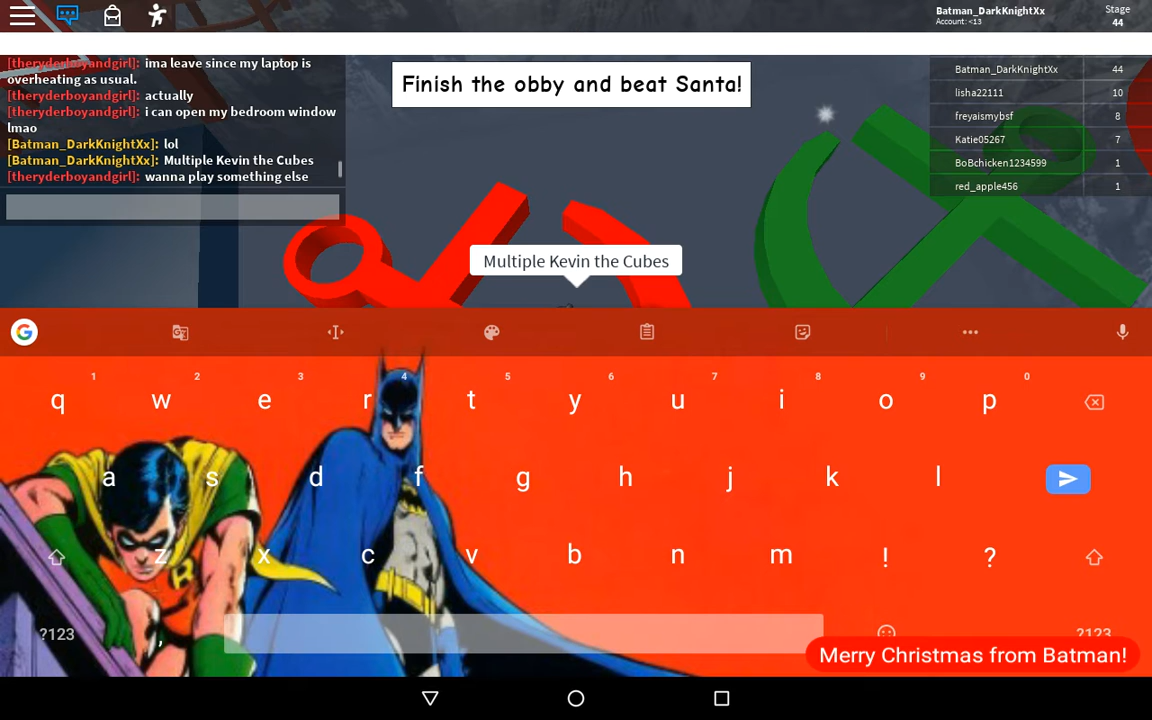 Batman_DarkKnightXx
Account: <13
Stage
44
[theryderboyandgirl]: ima leave since my laptop is
overheating as usual.
[theryderboyandgirl]: actually
[theryderboyandgirl]: i can open my bedroom window
lmao
[Batman_DarkKnightXx]: lol
[Batman_DarkKnightXx]: Multiple Kevin the Cubes
[theryderboyandgirl]: wanna play something else
Finish the obby and beat Santa!
Batman_DarkKnightXx 44
lisha22111 10
freyaismybsf 8
Katie05267 7
BoBchicken1234599 1
red_apple456 1
Multiple Kevin the Cubes
G
1 2 3 4 5 6 7 8 9 0
q w e r t y u i o p
a s d f g h j k l
z x c v b n m ! ?
R
?123 , ?123
Merry Christmas from Batman!